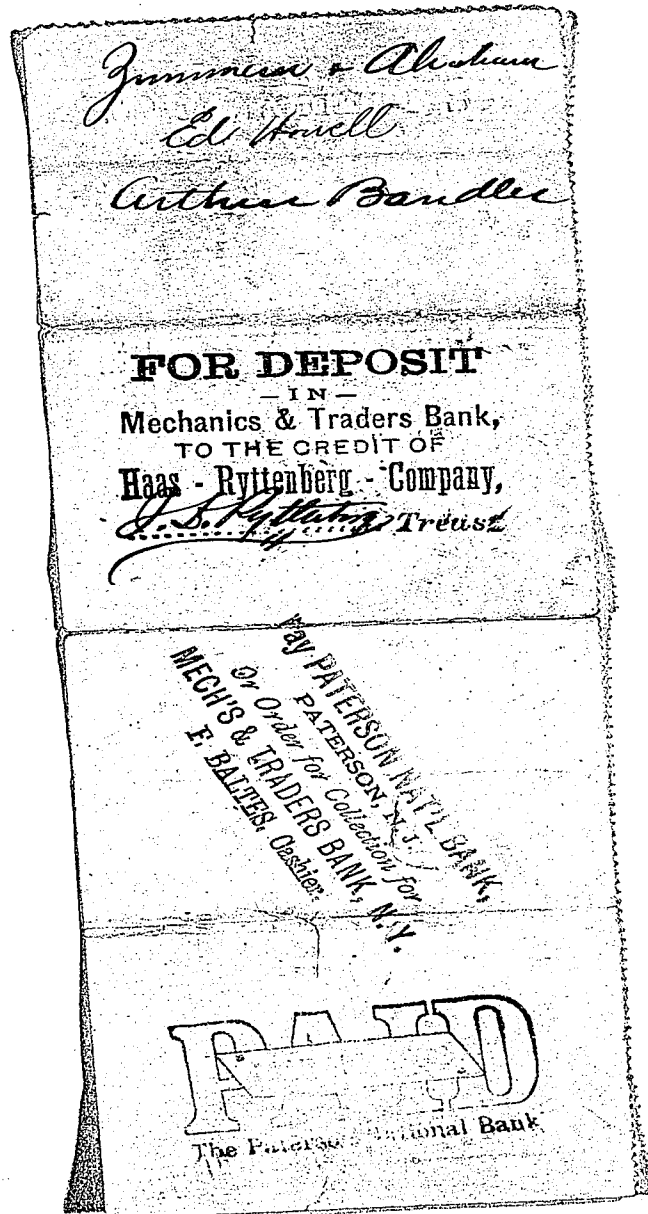 Zimmerman & Abraham
Ed Howell
Arthur Bandler
FOR DEPOSIT
— IN —
Mechanics & Traders Bank,
TO THE CREDIT OF
Haas - Ryttenberg - Company,
Treasr
Pay PATERSON NAT'L BANK,
PATERSON, N. J.
Or Order for Collection for
MECH'S & TRADERS BANK, N.Y.
F. BALTES, Cashier.
PAID
The Paterson National Bank